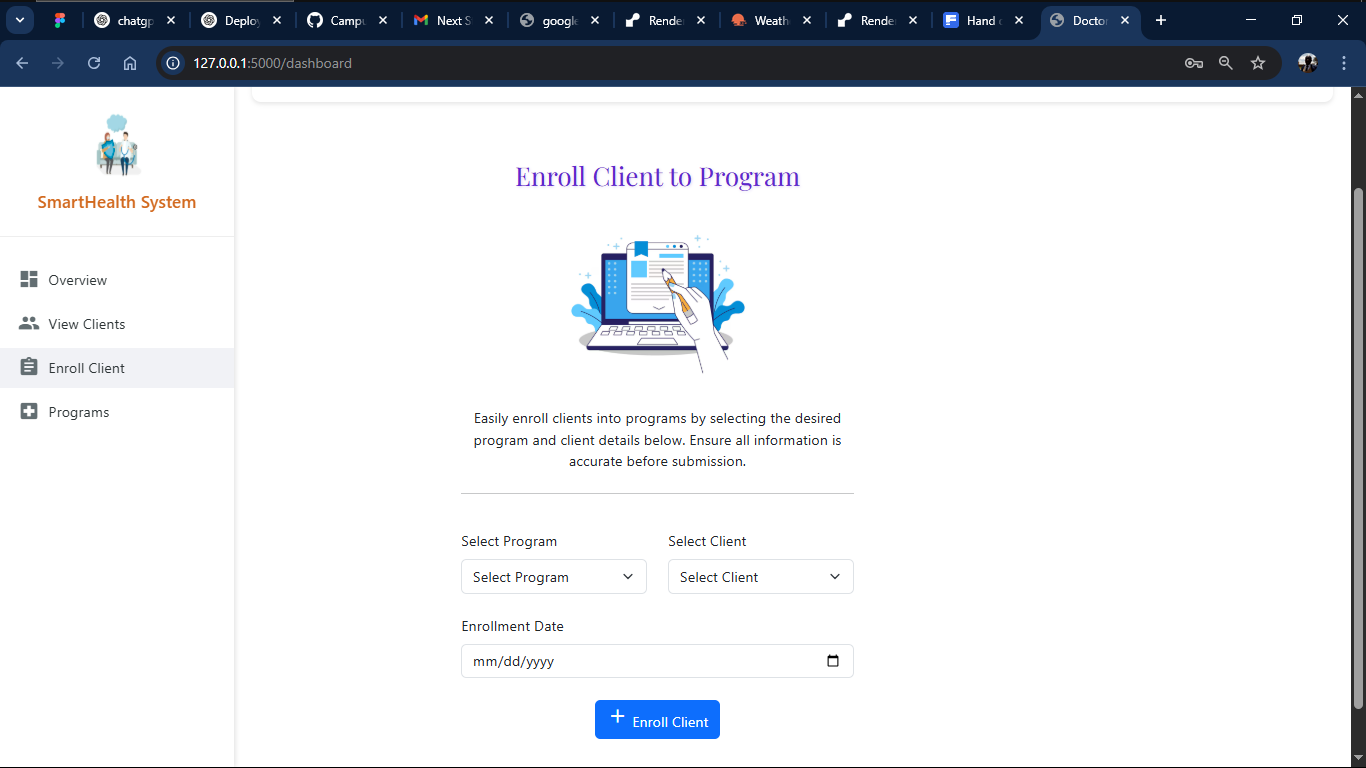 chatgp
Deploy
Campu
Next S
google
Render
Weath
Render
Hand
Doctor
127.0.0.1:5000/dashboard
SmartHealth System
Overview
View Clients
Enroll Client
Programs
Enroll Client to Program
Easily enroll clients into programs by selecting the desired
program and client details below. Ensure all information is
accurate before submission.
Select Program
Select Client
Select Program
Select Client
Enrollment Date
mm/dd/yyyy
Enroll Client